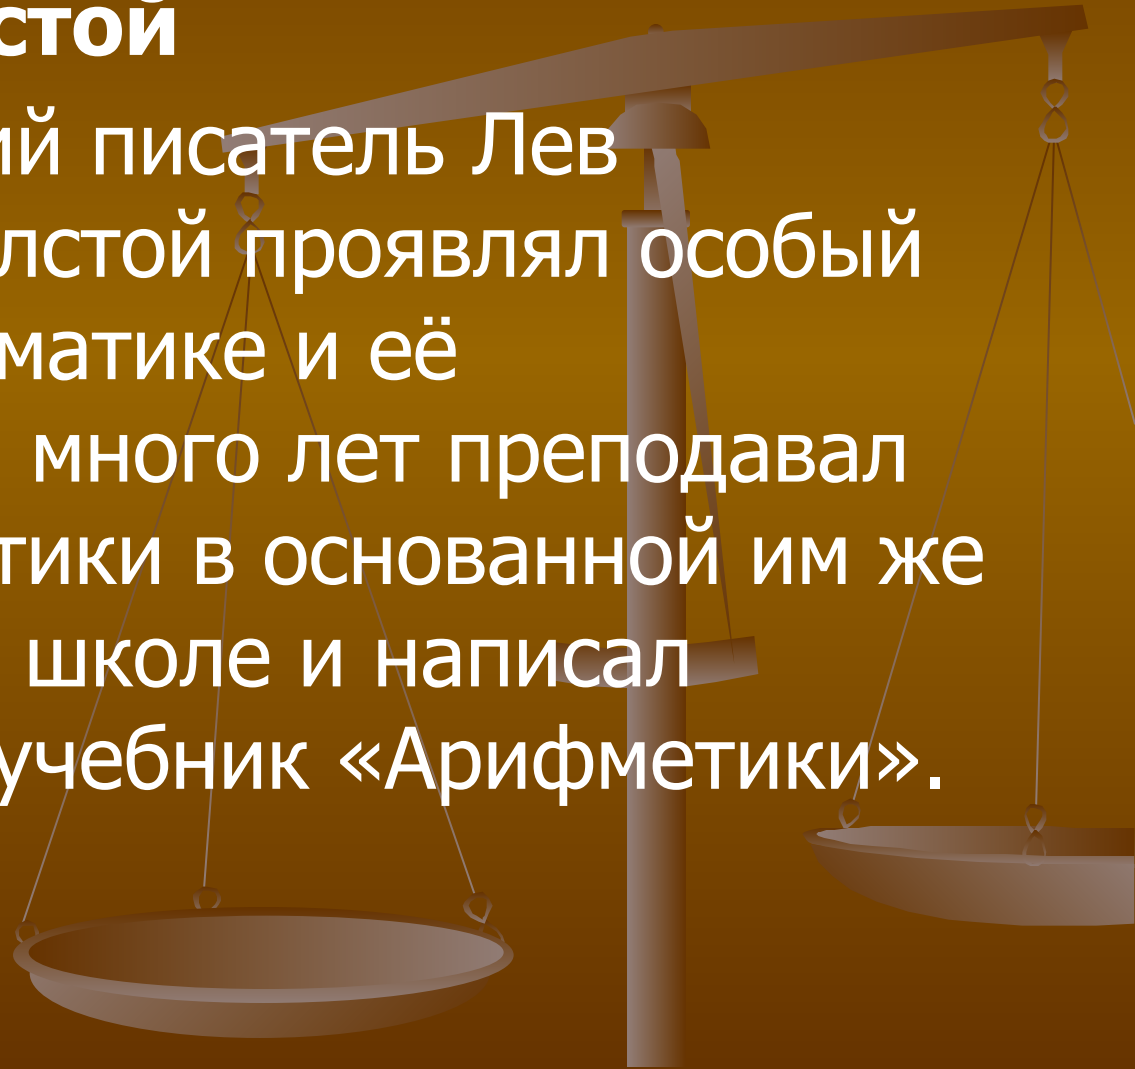 стой
ий писатель Лев
лстой проявлял особый
матике и её
много лет преподавал
тики в основанной им же
школе и написал
учебник «Арифметики».